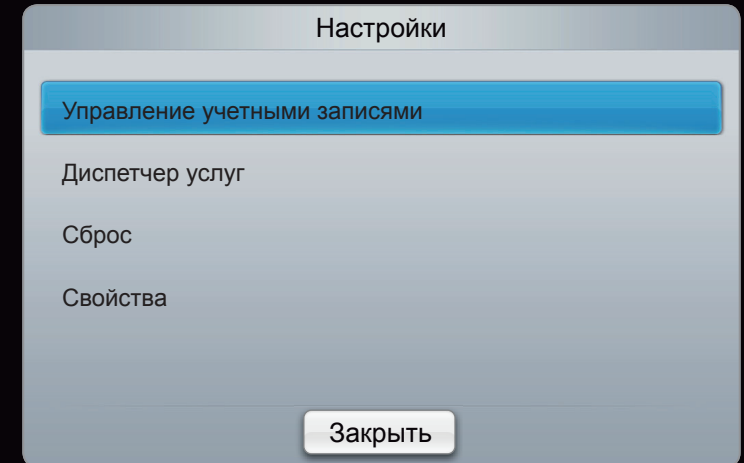 Настройки
Управление учетными записями
Диспетчер услуг
Сброс
Свойства
Закрыть